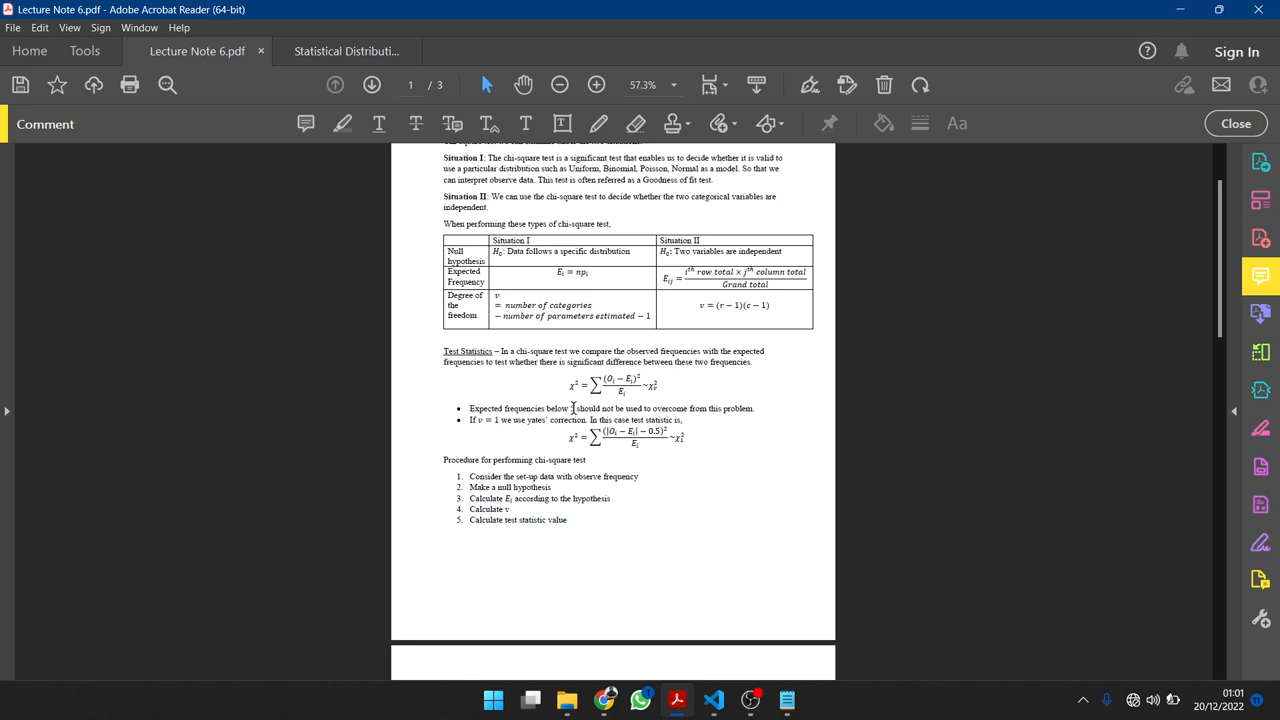 Lecture Note 6.pdf - Adobe Acrobat Reader (64-bit)
File Edit View Sign Window Help
Home Tools Lecture Note 6.pdf × Statistical Distributi... Sign In
1 / 3 57.3%
Comment Close
Situation I: The chi-square test is a significant test that enables us to decide whether it is valid to
use a particular distribution such as Uniform, Binomial, Poisson, Normal as a model. So that we
can interpret observe data. This test is often referred as a Goodness of fit test.
Situation II: We can use the chi-square test to decide whether the two categorical variables are
independent.
When performing these types of chi-square test,
Situation I Situation II
Null hypothesis H₀: Data follows a specific distribution H₀: Two variables are independent
Expected Frequency Eᵢ = npᵢ Eᵢⱼ = iᵗʰ row total × jᵗʰ column total / Grand total
Degree of the freedom v = number of categories − number of parameters estimated − 1 v = (r − 1)(c − 1)
Test Statistics – In a chi-square test we compare the observed frequencies with the expected
frequencies to test whether there is significant difference between these two frequencies.
χ² = ∑ (Oᵢ − Eᵢ)² / Eᵢ ~χ²ᵥ
• Expected frequencies below should not be used to overcome from this problem.
• If v = 1 we use yates' correction. In this case test statistic is,
χ² = ∑ (|Oᵢ − Eᵢ| − 0.5)² / Eᵢ ~χ²₁
Procedure for performing chi-square test
1. Consider the set-up data with observe frequency
2. Make a null hypothesis
3. Calculate Eᵢ according to the hypothesis
4. Calculate v
5. Calculate test statistic value
1
01:01
20/12/2022